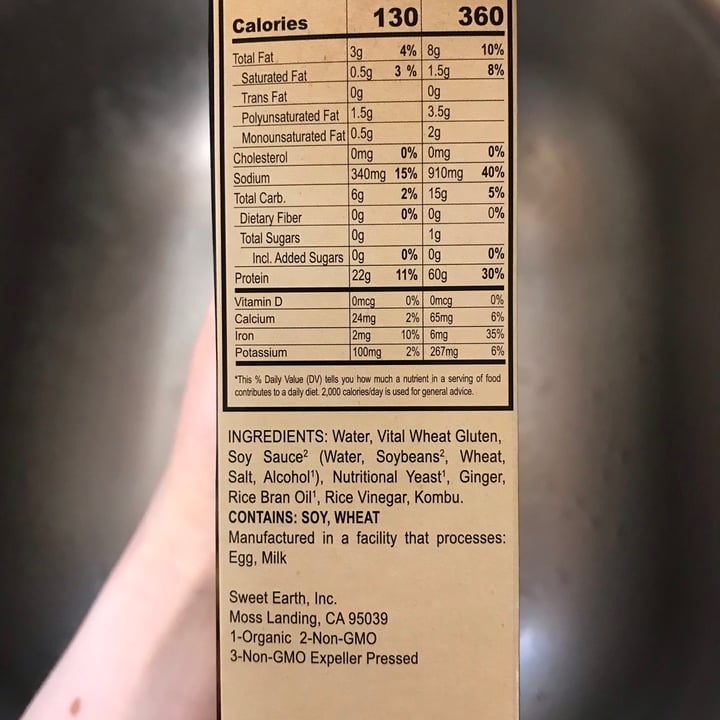 Calories 130 360
Total Fat 3g 4% 8g 10%
Saturated Fat 0.5g 3 % 1.5g 8%
Trans Fat 0g 0g
Polyunsaturated Fat 1.5g 3.5g
Monounsaturated Fat 0.5g 2g
Cholesterol 0mg 0% 0mg 0%
Sodium 340mg 15% 910mg 40%
Total Carb. 6g 2% 15g 5%
Dietary Fiber 0g 0% 0g 0%
Total Sugars 0g 1g
Incl. Added Sugars 0g 0% 0g 0%
Protein 22g 11% 60g 30%
Vitamin D 0mcg 0% 0mcg 0%
Calcium 24mg 2% 65mg 6%
Iron 2mg 10% 6mg 35%
Potassium 100mg 2% 267mg 6%
*This % Daily Value (DV) tells you how much a nutrient in a serving of food
contributes to a daily diet. 2,000 calories/day is used for general advice.
INGREDIENTS: Water, Vital Wheat Gluten,
Soy Sauce² (Water, Soybeans², Wheat,
Salt, Alcohol¹), Nutritional Yeast¹, Ginger,
Rice Bran Oil¹, Rice Vinegar, Kombu.
CONTAINS: SOY, WHEAT
Manufactured in a facility that processes:
Egg, Milk
Sweet Earth, Inc.
Moss Landing, CA 95039
1-Organic 2-Non-GMO
3-Non-GMO Expeller Pressed